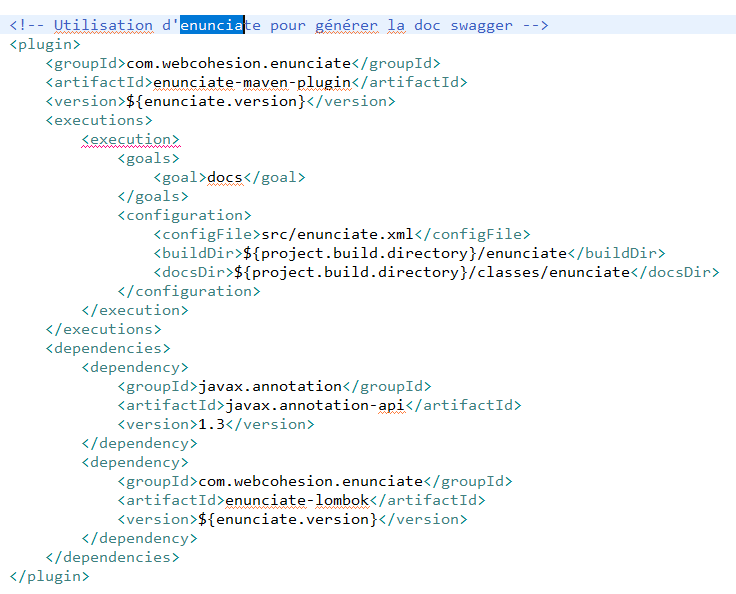 <!-- Utilisation d'enunciate pour générer la doc swagger -->
<plugin>
    <groupId>com.webcohesion.enunciate</groupId>
    <artifactId>enunciate-maven-plugin</artifactId>
    <version>${enunciate.version}</version>
    <executions>
        <execution>
            <goals>
                <goal>docs</goal>
            </goals>
            <configuration>
                <configFile>src/enunciate.xml</configFile>
                <buildDir>${project.build.directory}/enunciate</buildDir>
                <docsDir>${project.build.directory}/classes/enunciate</docsDir>
            </configuration>
        </execution>
    </executions>
    <dependencies>
        <dependency>
            <groupId>javax.annotation</groupId>
            <artifactId>javax.annotation-api</artifactId>
            <version>1.3</version>
        </dependency>
        <dependency>
            <groupId>com.webcohesion.enunciate</groupId>
            <artifactId>enunciate-lombok</artifactId>
            <version>${enunciate.version}</version>
        </dependency>
    </dependencies>
</plugin>